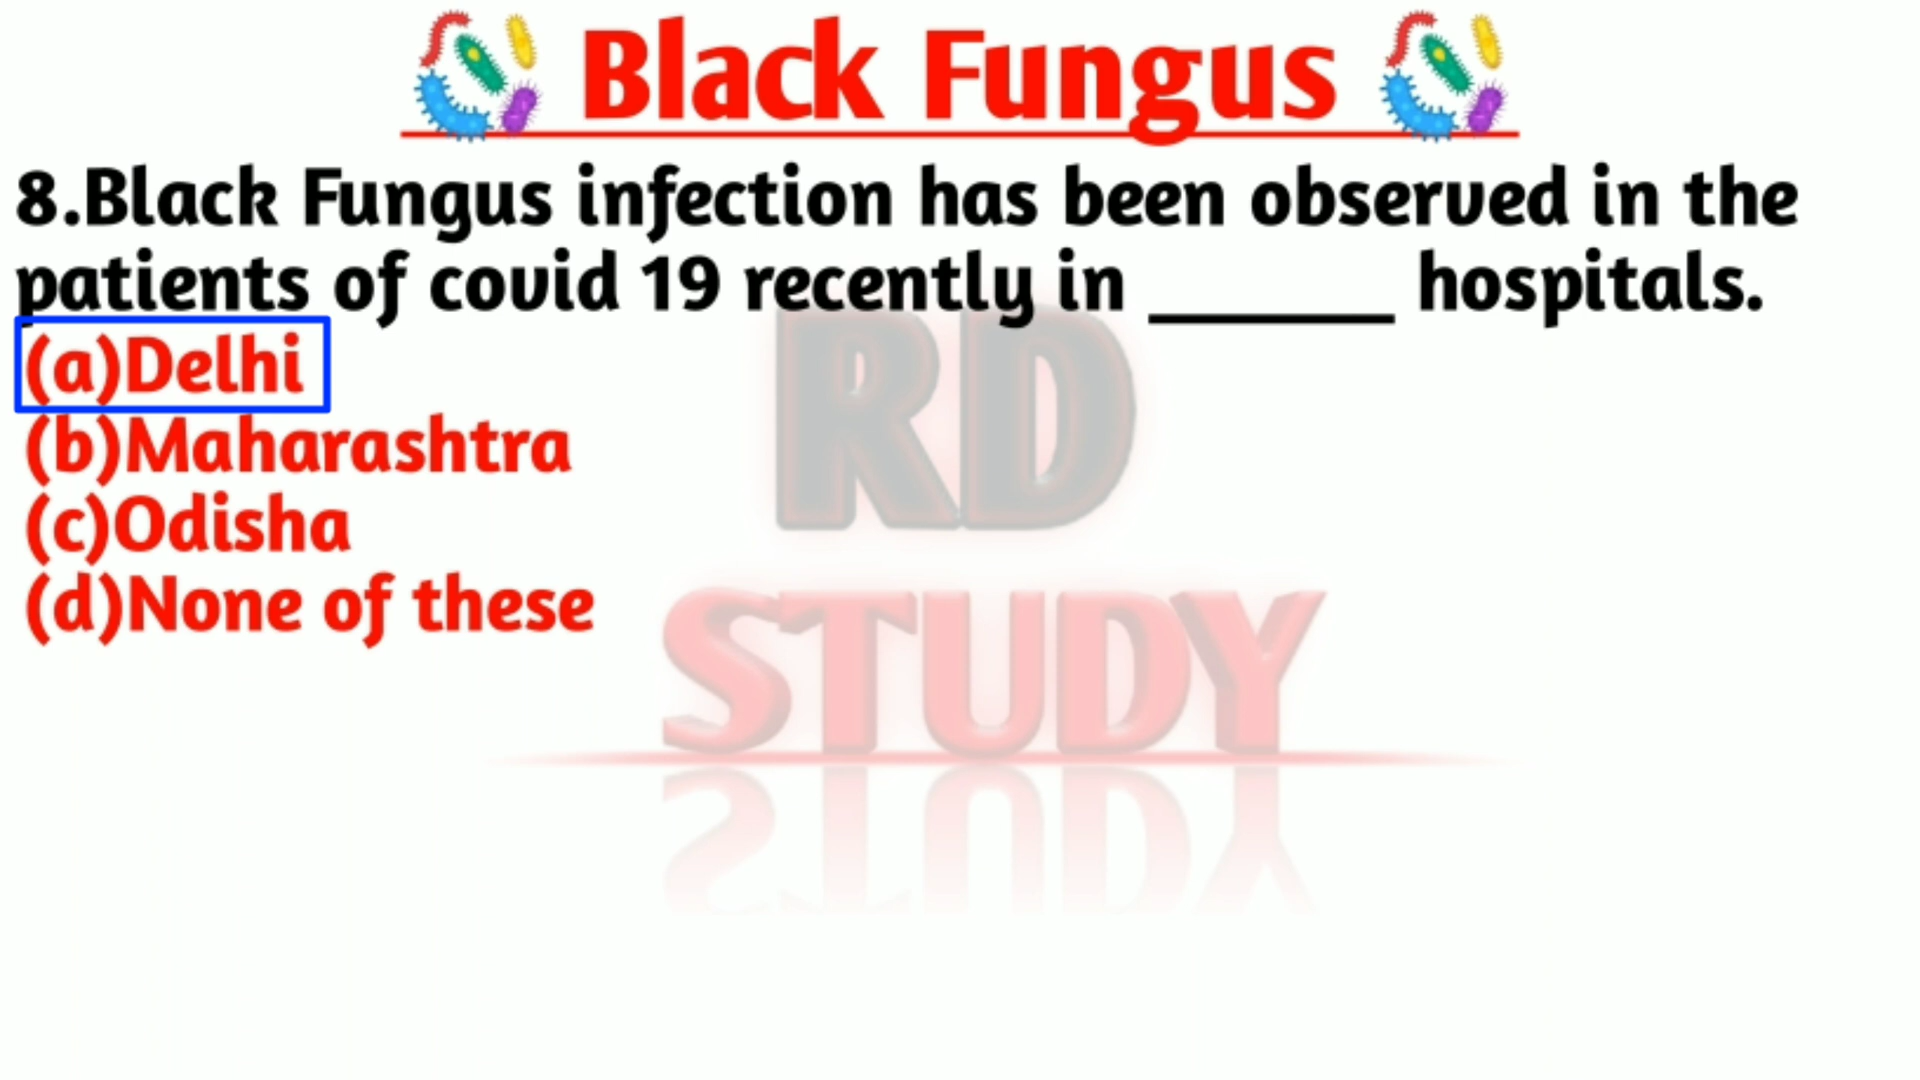 Black Fungus
8.Black Fungus infection has been observed in the
patients of covid 19 recently in ______ hospitals.
(a)Delhi
(b)Maharashtra
(c)Odisha
(d)None of these
RD
STUDY